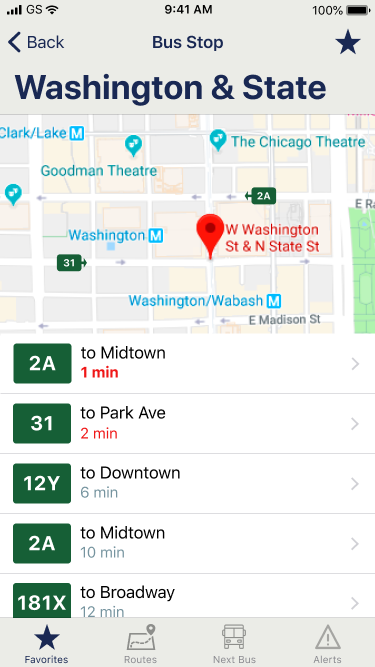 GS 9:41 AM 100%
Back Bus Stop
Washington & State
Clark/Lake M
The Chicago Theatre
Goodman Theatre
2A
W Washington
St & N State St
Washington M
31
Washington/Wabash M
E Madison St
2A to Midtown
1 min
31 to Park Ave
2 min
12Y to Downtown
6 min
2A to Midtown
10 min
181X to Broadway
12 min
Favorites Routes Next Bus Alerts